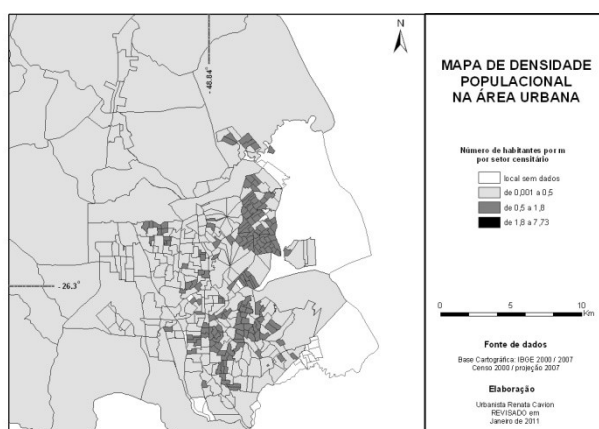 N
MAPA DE DENSIDADE
POPULACIONAL
NA ÁREA URBANA
-48.84°
-26.3°
Número de habitantes por m
por setor censitário
local sem dados
de 0,001 a 0,5
de 0,5 a 1,8
de 1,8 a 7,73
0 5 10
Km
Fonte de dados
Base Cartográfica: IBGE 2000 / 2007
Censo 2000 / projeção 2007
Elaboração
Urbanista Renata Cavion
REVISADO em
Janeiro de 2011